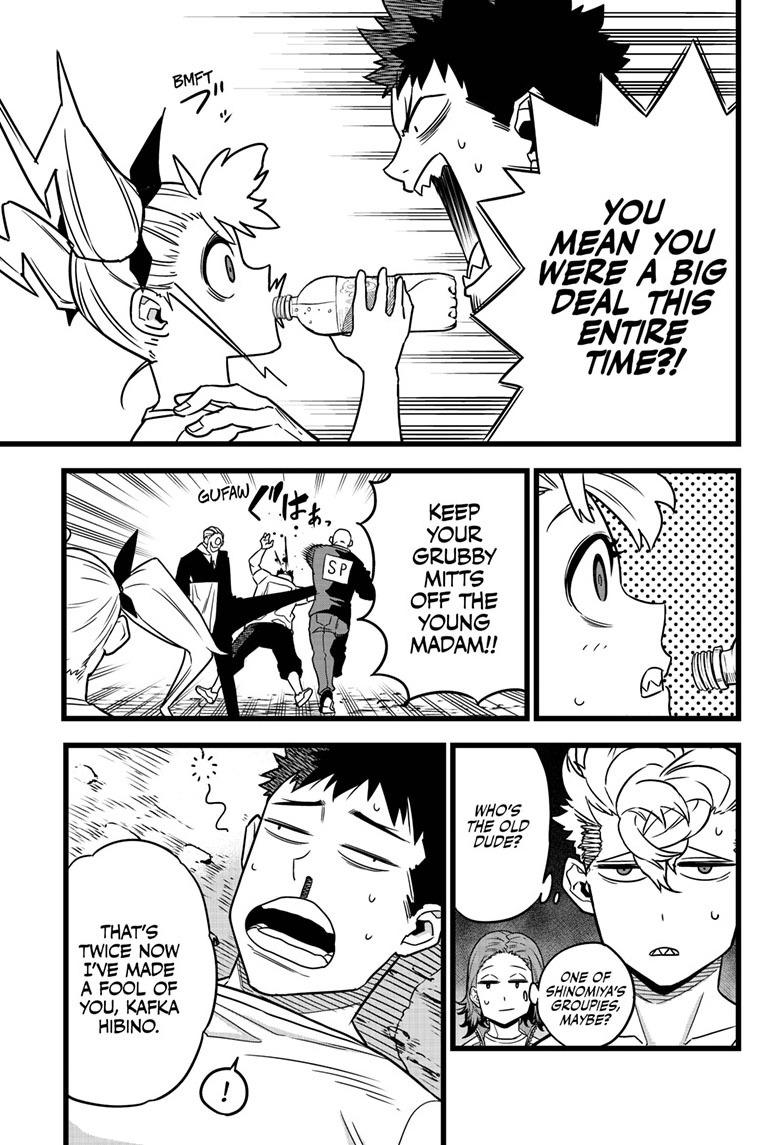 BMFT
ブ"
YOU
MEAN YOU
WERE A BIG
DEAL THIS
ENTIRE
TIME?!
KEEP
YOUR
GRUBBY
MITTS
OFF THE
YOUNG
MADAM!!
GUFAW
ぐはぁっ
SP
WHO'S
THE OLD
DUDE?
ONE OF
SHINOMIYA'S
GROUPIES,
MAYBE?
THAT'S
TWICE NOW
I'VE MADE
A FOOL OF
YOU, KAFKA
HIBINO.
!